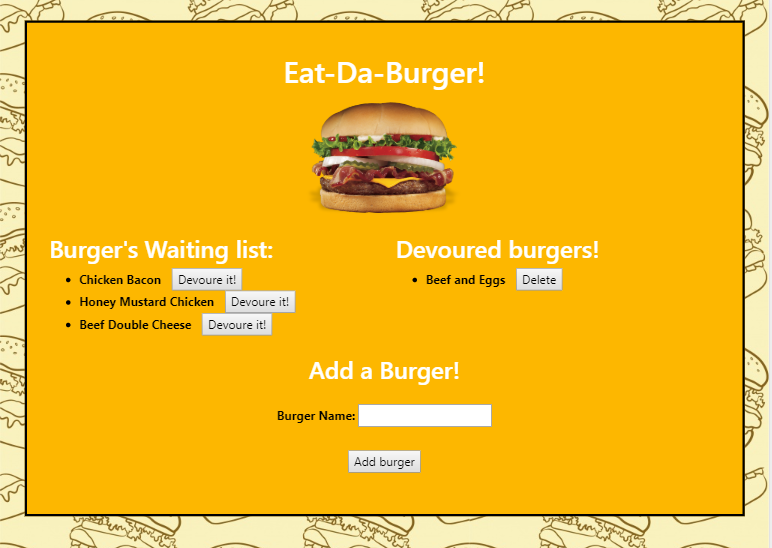 Eat-Da-Burger!
Burger's Waiting list:
Chicken Bacon Devoure it!
Honey Mustard Chicken Devoure it!
Beef Double Cheese Devoure it!
Devoured burgers!
Beef and Eggs Delete
Add a Burger!
Burger Name:
Add burger